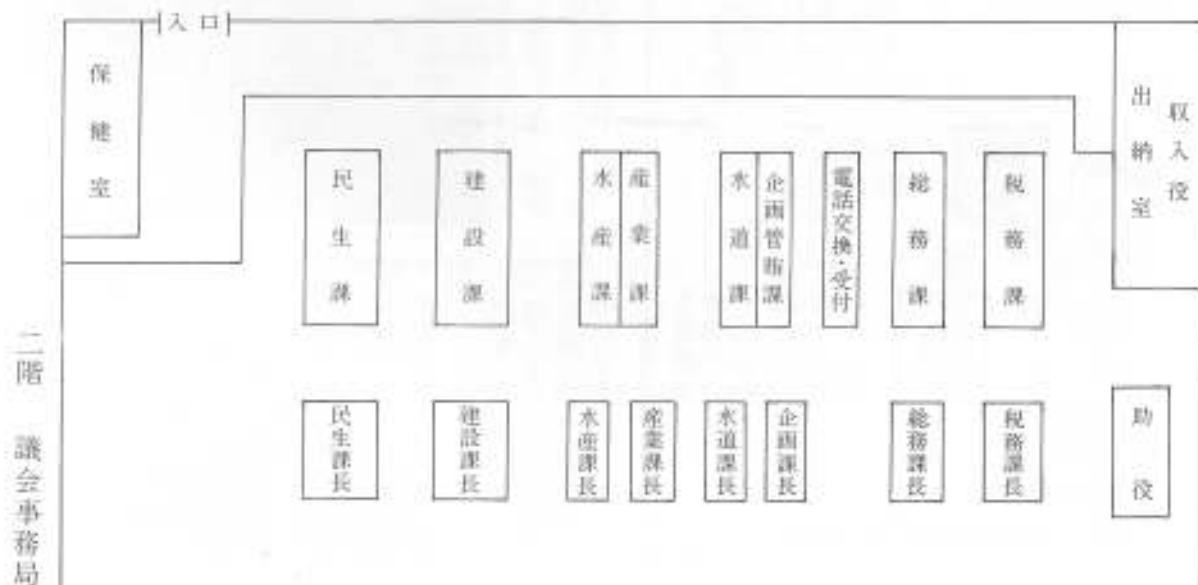 入口
保健室
収入役
出納室
税務課
総務課
電話交換・受付
企画管財課
水道課
産業課
水産課
建設課
民生課
助役
税務課長
総務課長
企画課長
水道課長
産業課長
水産課長
建設課長
民生課長
二階 議会事務局